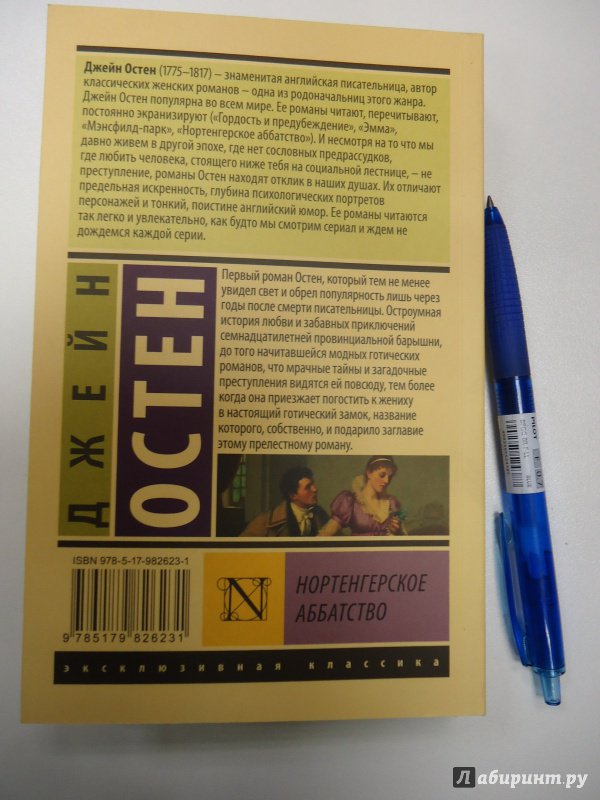 Джейн Остен (1775–1817) – знаменитая английская писательница, автор
классических женских романов – одна из родоначальниц этого жанра.
Джейн Остен популярна во всем мире. Ее романы читают, перечитывают,
постоянно экранизируют («Гордость и предубеждение», «Эмма»,
«Мэнсфилд-парк», «Нортенгерское аббатство»). И несмотря на то что мы
давно живем в другой эпохе, где нет сословных предрассудков,
где любить человека, стоящего ниже тебя на социальной лестнице, – не
преступление, романы Остен находят отклик в наших душах. Их отличают
предельная искренность, глубина психологических портретов
персонажей и тонкий, поистине английский юмор. Ее романы читаются
так легко и увлекательно, как будто мы смотрим сериал и ждем не
дождемся каждой серии.
ДЖЕЙН
ОСТЕН
Первый роман Остен, который тем не менее
увидел свет и обрел популярность лишь через
годы после смерти писательницы. Остроумная
история любви и забавных приключений
семнадцатилетней провинциальной барышни,
до того начитавшейся модных готических
романов, что мрачные тайны и загадочные
преступления видятся ей повсюду, тем более
когда она приезжает погостить к жениху
в настоящий готический замок, название
которого, собственно, и подарило заглавие
этому прелестному роману.
ISBN 978-5-17-982623-1
9 785179 826231
N
НОРТЕНГЕРСКОЕ
АББАТСТВО
эксклюзивная классика
PILOT
лабиринт.ру